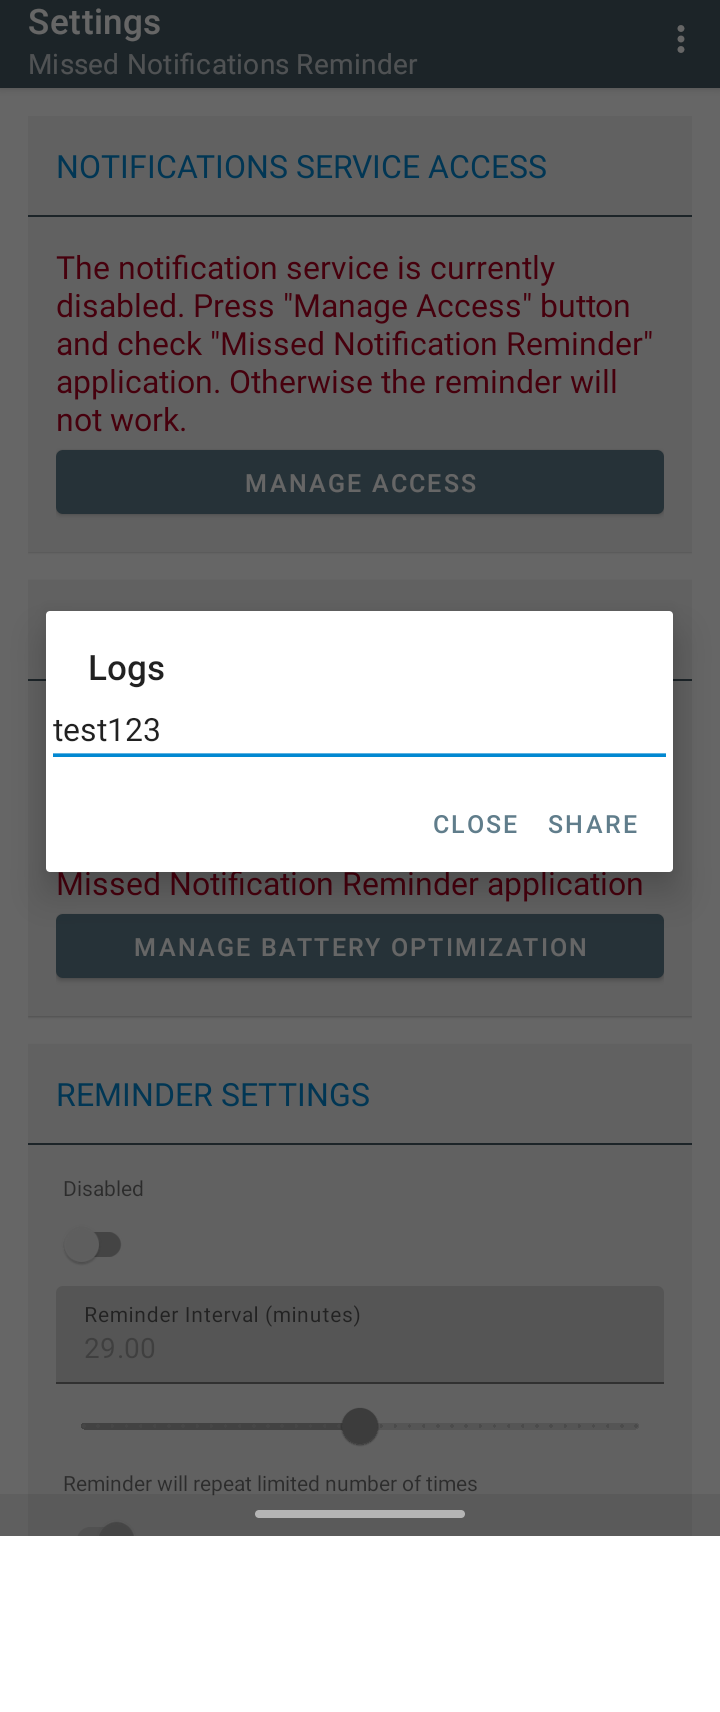 Settings
Missed Notifications Reminder
NOTIFICATIONS SERVICE ACCESS
The notification service is currently
disabled. Press "Manage Access" button
and check "Missed Notification Reminder"
application. Otherwise the reminder will
not work.
MANAGE ACCESS
Logs
test123
CLOSE SHARE
Missed Notification Reminder application
MANAGE BATTERY OPTIMIZATION
REMINDER SETTINGS
Disabled
Reminder Interval (minutes)
29.00
Reminder will repeat limited number of times